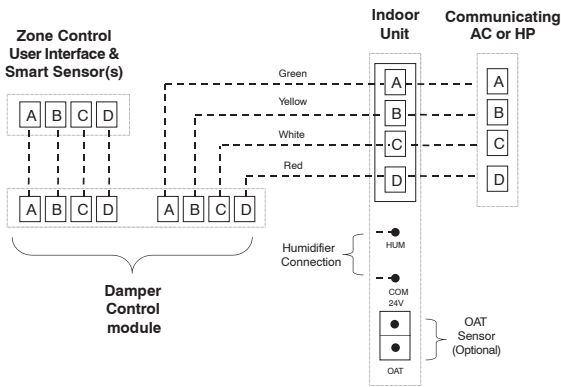 Zone Control
User Interface &
Smart Sensor(s)
A B C D
A B C D
A B C D
Damper
Control
module
Green
Yellow
White
Red
Indoor
Unit
A
B
C
D
Communicating
AC or HP
A
B
C
D
Humidifier
Connection
HUM
COM
24V
OAT
OAT
Sensor
(Optional)